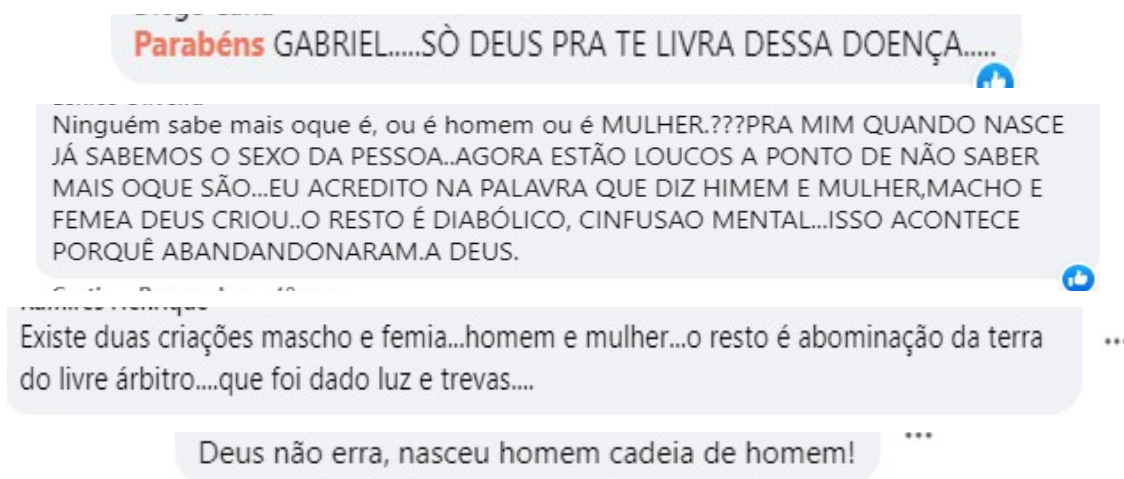 Parabéns GABRIEL.....SÒ DEUS PRA TE LIVRA DESSA DOENÇA.....
Ninguém sabe mais oque é, ou é homem ou é MULHER.???PRA MIM QUANDO NASCE
JÁ SABEMOS O SEXO DA PESSOA..AGORA ESTÃO LOUCOS A PONTO DE NÃO SABER
MAIS OQUE SÃO...EU ACREDITO NA PALAVRA QUE DIZ HIMEM E MULHER,MACHO E
FEMEA DEUS CRIOU..O RESTO É DIABÓLICO, CINFUSAO MENTAL...ISSO ACONTECE
PORQUÊ ABANDANDONARAM.A DEUS.
Existe duas criações mascho e femia...homem e mulher...o resto é abominação da terra
do livre árbitro....que foi dado luz e trevas....
Deus não erra, nasceu homem cadeia de homem!